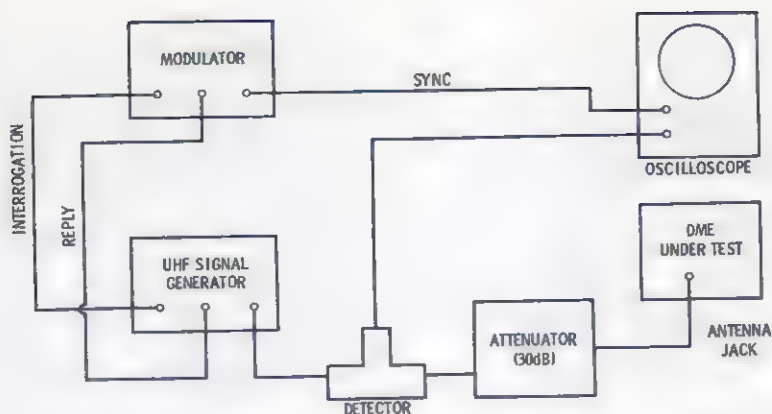 MODULATOR
SYNC
OSCILLOSCOPE
INTERROGATION
REPLY
UHF SIGNAL
GENERATOR
DME
UNDER TEST
ATTENUATOR
(30dB)
ANTENNA
JACK
DETECTOR